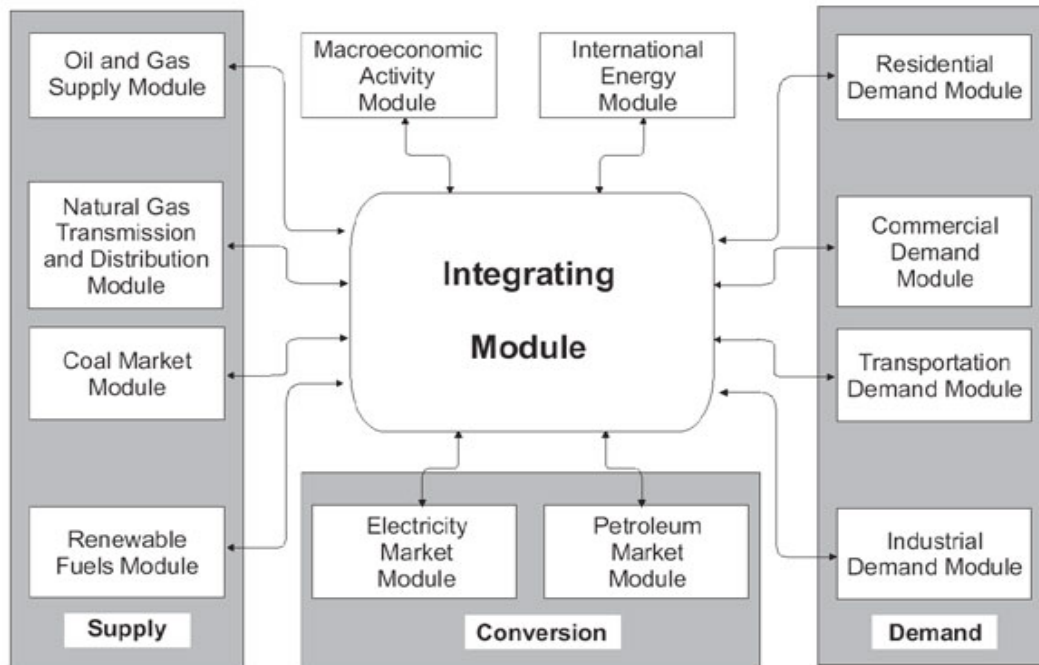 Oil and Gas
Supply Module
Natural Gas
Transmission
and Distribution
Module
Coal Market
Module
Renewable
Fuels Module
Supply
Macroeconomic
Activity
Module
International
Energy
Module
Integrating
Module
Electricity
Market
Module
Petroleum
Market
Module
Conversion
Residential
Demand Module
Commercial
Demand
Module
Transportation
Demand Module
Industrial
Demand Module
Demand